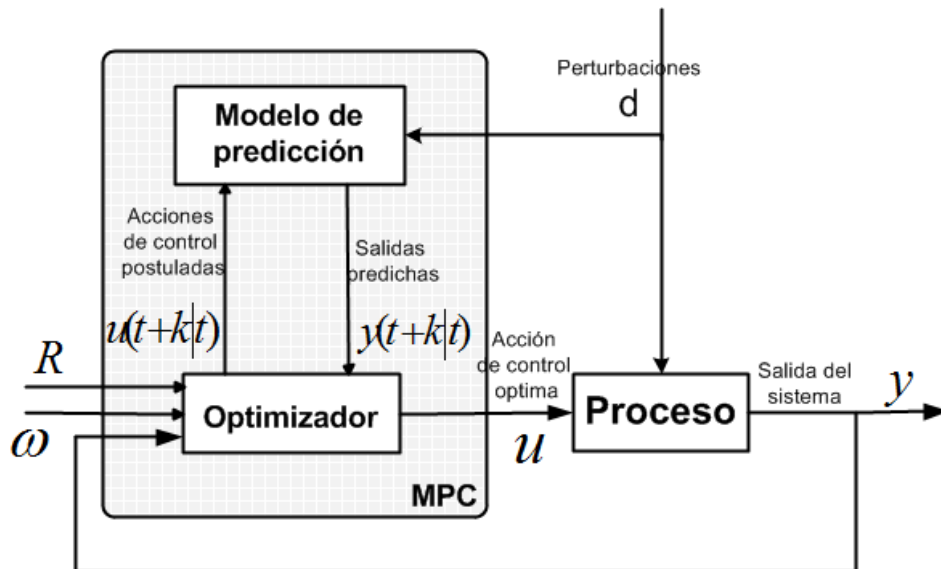 Perturbaciones
d
Modelo de
predicción
Acciones
de control
postuladas
Salidas
predichas
u(t+k|t)
y(t+k|t)
R
ω
Optimizador
MPC
Acción
de control
optima
u
Proceso
Salida del
sistema
y